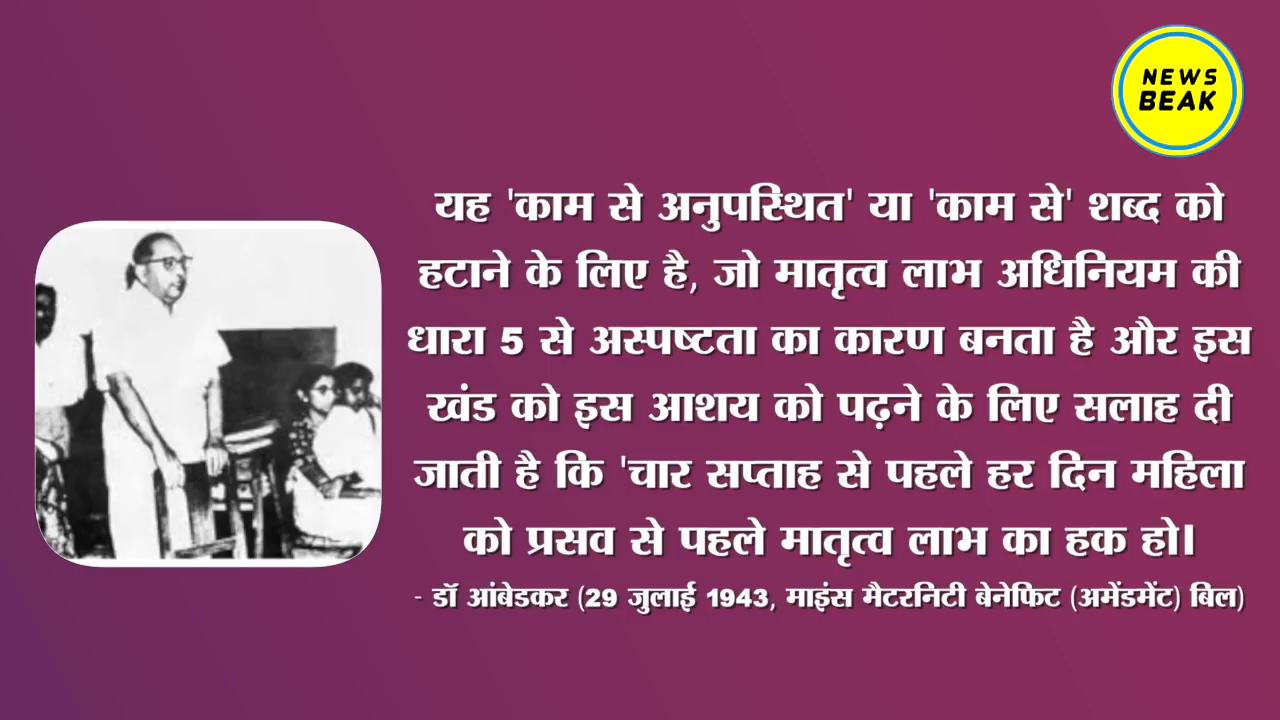 NEWS
BEAK
यह 'काम से अनुपस्थित' या 'काम से' शब्द को
हटाने के लिए है, जो मातृत्व लाभ अधिनियम की
धारा 5 से अस्पष्टता का कारण बनता है और इस
खंड को इस आशय को पढ़ने के लिए सलाह दी
जाती है कि 'चार सप्ताह से पहले हर दिन महिला
को प्रसव से पहले मातृत्व लाभ का हक हो।
- डॉ आंबेडकर (29 जुलाई 1943, माइंस मैटरनिटी बेनेफिट (अमेंडमेंट) बिल)